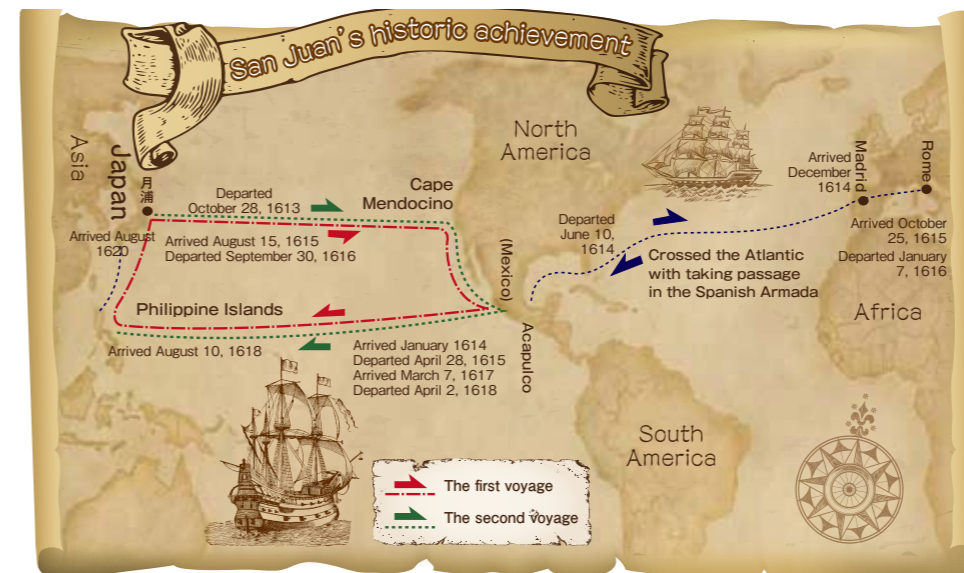 San Juan's historic achievement
Asia
Japan
月浦
North
America
Cape
Mendocino
Departed
October 28, 1613
Arrived August
1620
Arrived August 15, 1615
Departed September 30, 1616
Philippine Islands
Arrived August 10, 1618
Arrived January 1614
Departed April 28, 1615
Arrived March 7, 1617
Departed April 2, 1618
(Mexico)
Acapulco
Departed
June 10,
1614
Crossed the Atlantic
with taking passage
in the Spanish Armada
Arrived
December
1614
Madrid
Rome
Arrived October
25, 1615
Departed January
7, 1616
Africa
South
America
The first voyage
The second voyage